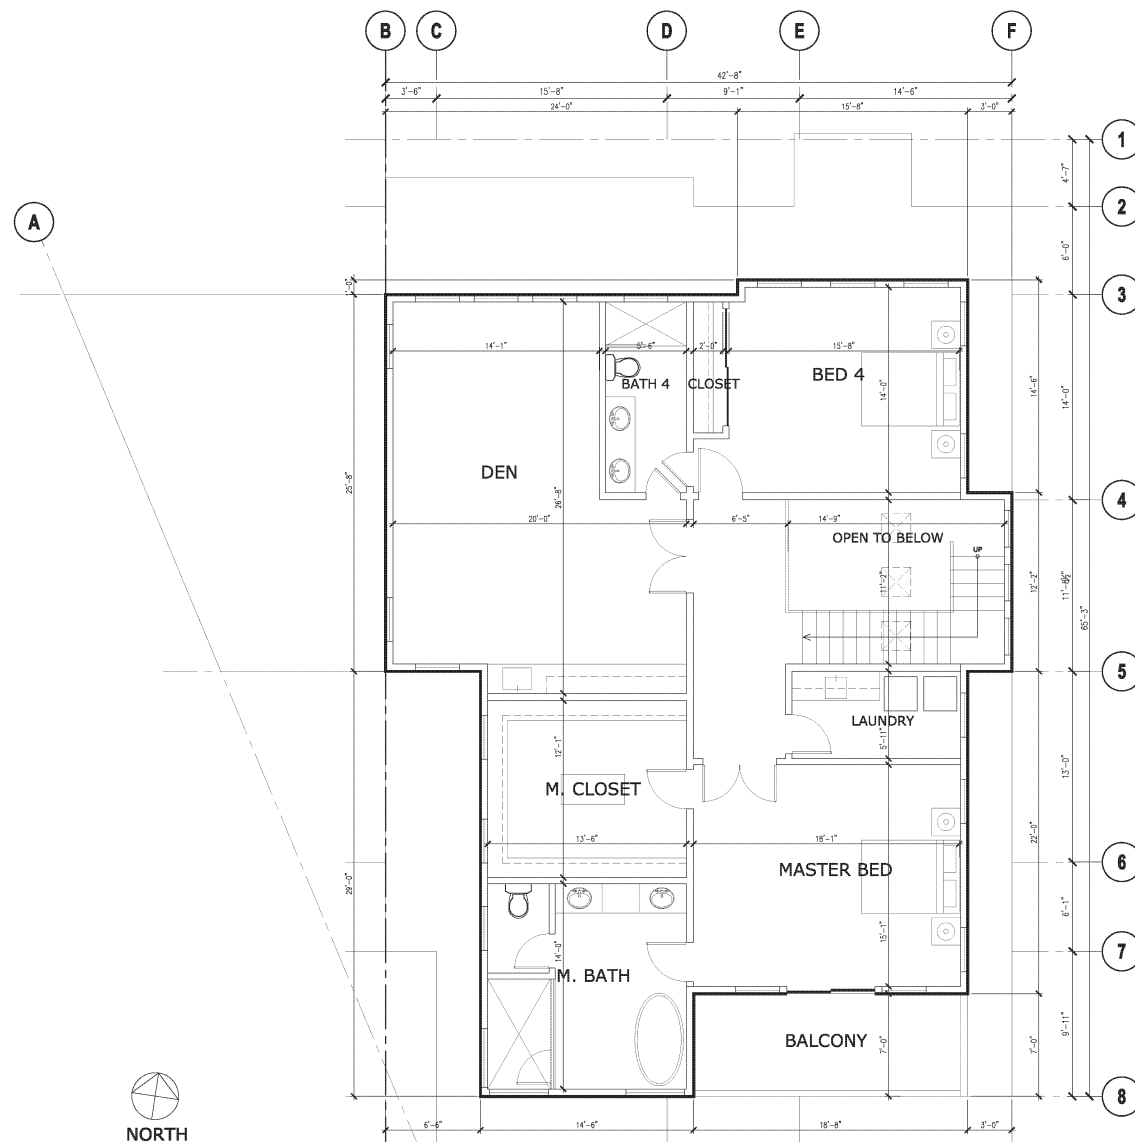 B C D E F
42'-8"
3'-6" 15'-8" 9'-1" 14'-6"
24'-0" 15'-8" 3'-0"
1
4'-7"
2
A
6'-0"
1'-0"
3
14'-1" 5'-6" 2'-0" 15'-8"
BATH 4 CLOSET BED 4
14'-0" 14'-6" 14'-0"
DEN
25'-8" 26'-8"
4
20'-0" 6'-5" 14'-9"
OPEN TO BELOW
UP
11'-2" 12'-2" 11'-8½"
65'-3"
5
LAUNDRY
5'-11"
12'-1" 13'-0"
M. CLOSET
13'-6" 18'-1"
22'-0"
6
MASTER BED
29'-0" 6'-1"
15'-1"
7
14'-0"
M. BATH
BALCONY
7'-0" 7'-0" 9'-11"
8
NORTH
6'-6" 14'-6" 18'-8" 3'-0"